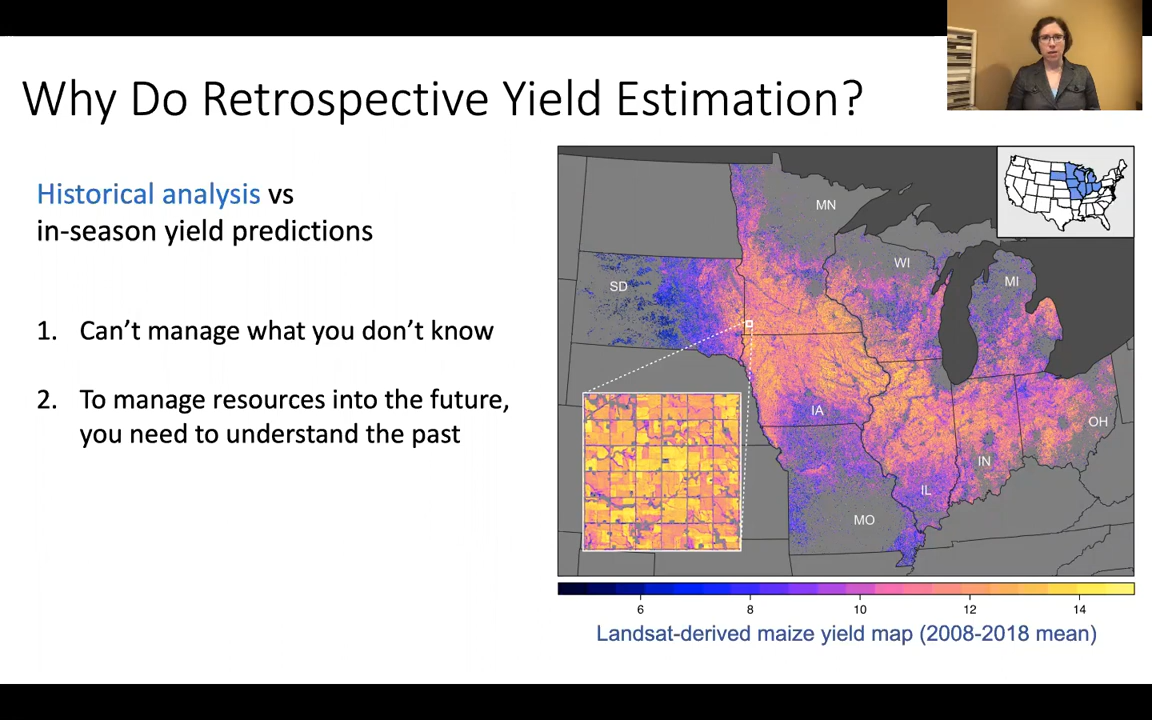 Why Do Retrospective Yield Estimation?
Historical analysis vs
in-season yield predictions
1. Can’t manage what you don’t know
2. To manage resources into the future,
you need to understand the past
MN
WI
MI
SD
IA
OH
IN
IL
MO
6 8 10 12 14
Landsat-derived maize yield map (2008-2018 mean)